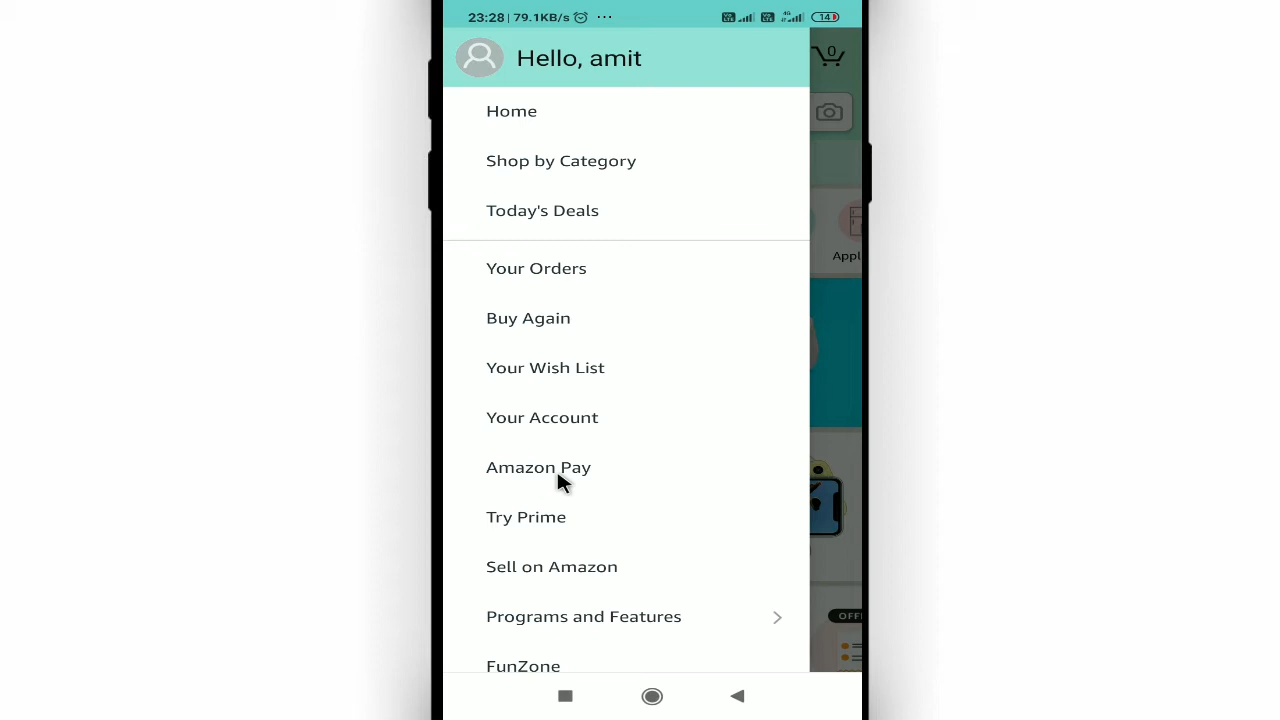 23:28 | 79.1KB/s ... 14
Hello, amit
0
Home
Shop by Category
Today's Deals
Appl
Your Orders
Buy Again
Your Wish List
Your Account
Amazon Pay
Try Prime
Sell on Amazon
Programs and Features
OFF
FunZone